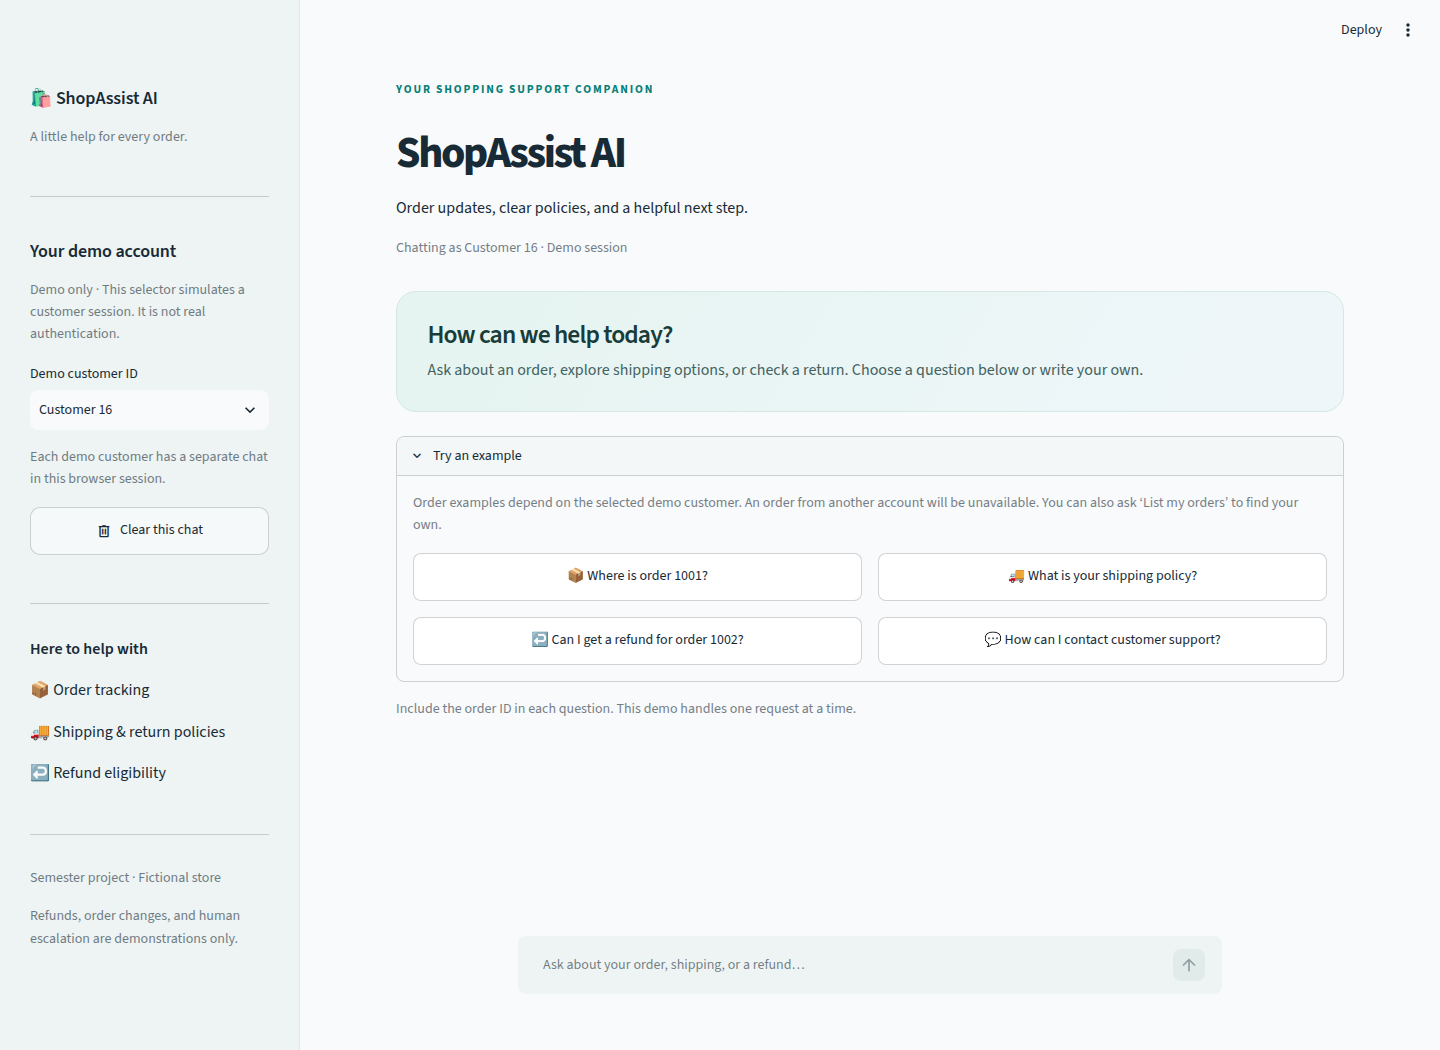 Deploy
🛍️ ShopAssist AI
A little help for every order.
Your demo account
Demo only · This selector simulates a
customer session. It is not real
authentication.
Demo customer ID
Customer 16
Each demo customer has a separate chat
in this browser session.
Clear this chat
Here to help with
📦 Order tracking
🚚 Shipping & return policies
↩️ Refund eligibility
Semester project · Fictional store
Refunds, order changes, and human
escalation are demonstrations only.
YOUR SHOPPING SUPPORT COMPANION
ShopAssist AI
Order updates, clear policies, and a helpful next step.
Chatting as Customer 16 · Demo session
How can we help today?
Ask about an order, explore shipping options, or check a return. Choose a question below or write your own.
Try an example
Order examples depend on the selected demo customer. An order from another account will be unavailable. You can also ask ‘List my orders’ to find your
own.
📦 Where is order 1001?
🚚 What is your shipping policy?
↩️ Can I get a refund for order 1002?
💬 How can I contact customer support?
Include the order ID in each question. This demo handles one request at a time.
Ask about your order, shipping, or a refund…